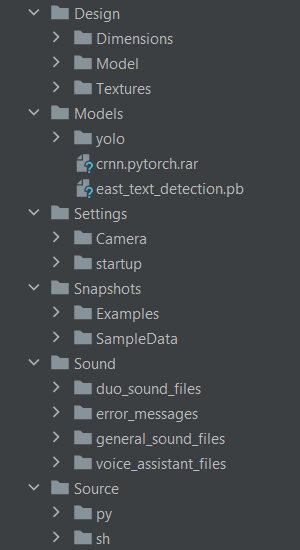 Design
Dimensions
Model
Textures
Models
yolo
crnn.pytorch.rar
east_text_detection.pb
Settings
Camera
startup
Snapshots
Examples
SampleData
Sound
duo_sound_files
error_messages
general_sound_files
voice_assistant_files
Source
py
sh